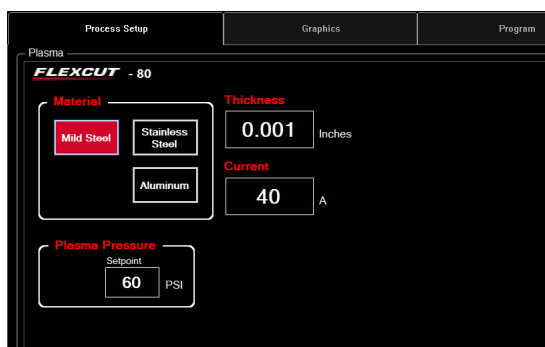 Process Setup
Graphics
Program
Plasma
FLEXCUT - 80
Material
Mild Steel
Stainless
Steel
Aluminum
Thickness
0.001 Inches
Current
40 A
Plasma Pressure
Setpoint
60 PSI